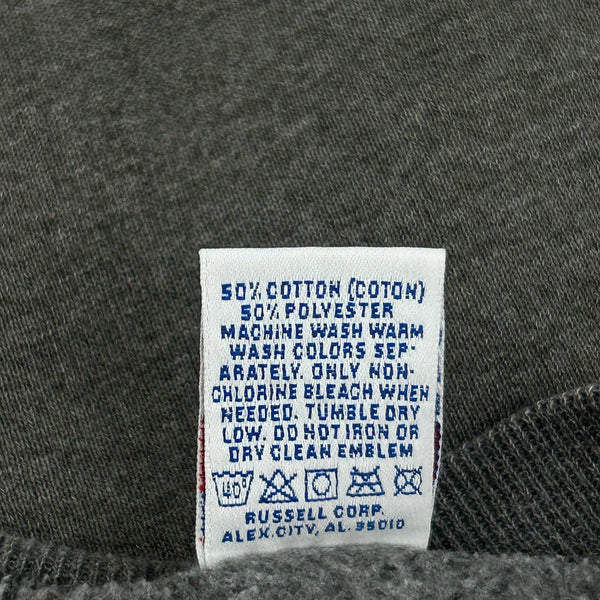 50% COTTON (COTON)
50% POLYESTER
MACHINE WASH WARM
WASH COLORS SEP-
ARATELY. ONLY NON-
CHLORINE BLEACH WHEN
NEEDED. TUMBLE DRY
LOW. DO NOT IRON OR
DRY CLEAN EMBLEM
40°
RUSSELL CORP.
ALEX. CITY, AL. 35010